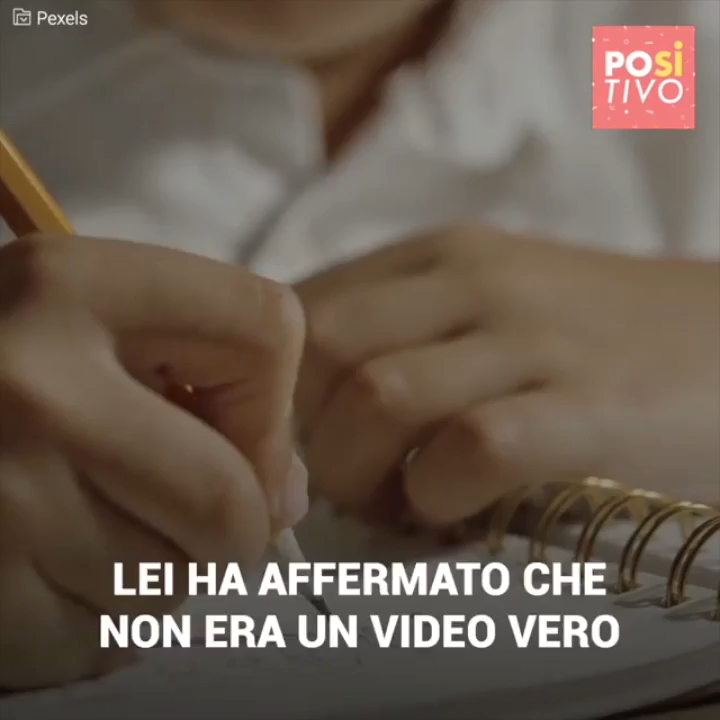 Pexels
POSi
TIVO
LEI HA AFFERMATO CHE
NON ERA UN VIDEO VERO